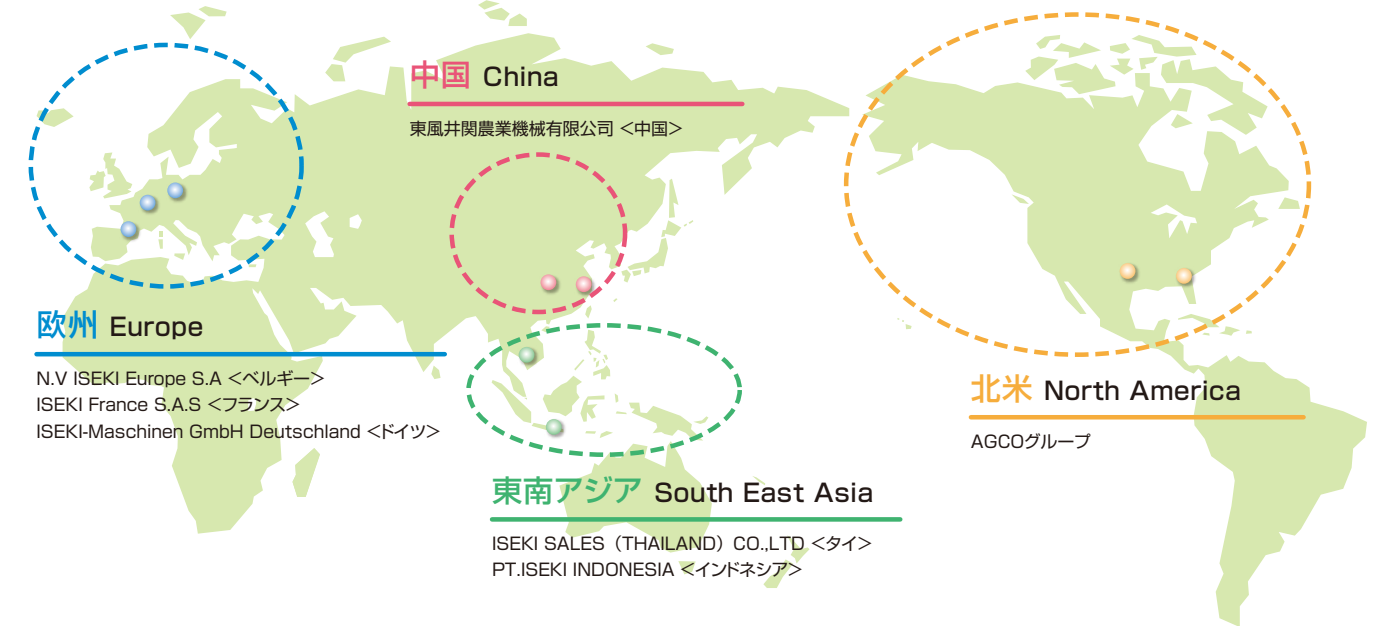 中国 China
東風井関農業機械有限公司 <中国>
欧州 Europe
N.V ISEKI Europe S.A <ベルギー>
ISEKI France S.A.S <フランス>
ISEKI-Maschinen GmbH Deutschland <ドイツ>
東南アジア South East Asia
ISEKI SALES（THAILAND）CO.,LTD <タイ>
PT.ISEKI INDONESIA <インドネシア>
北米 North America
AGCOグループ